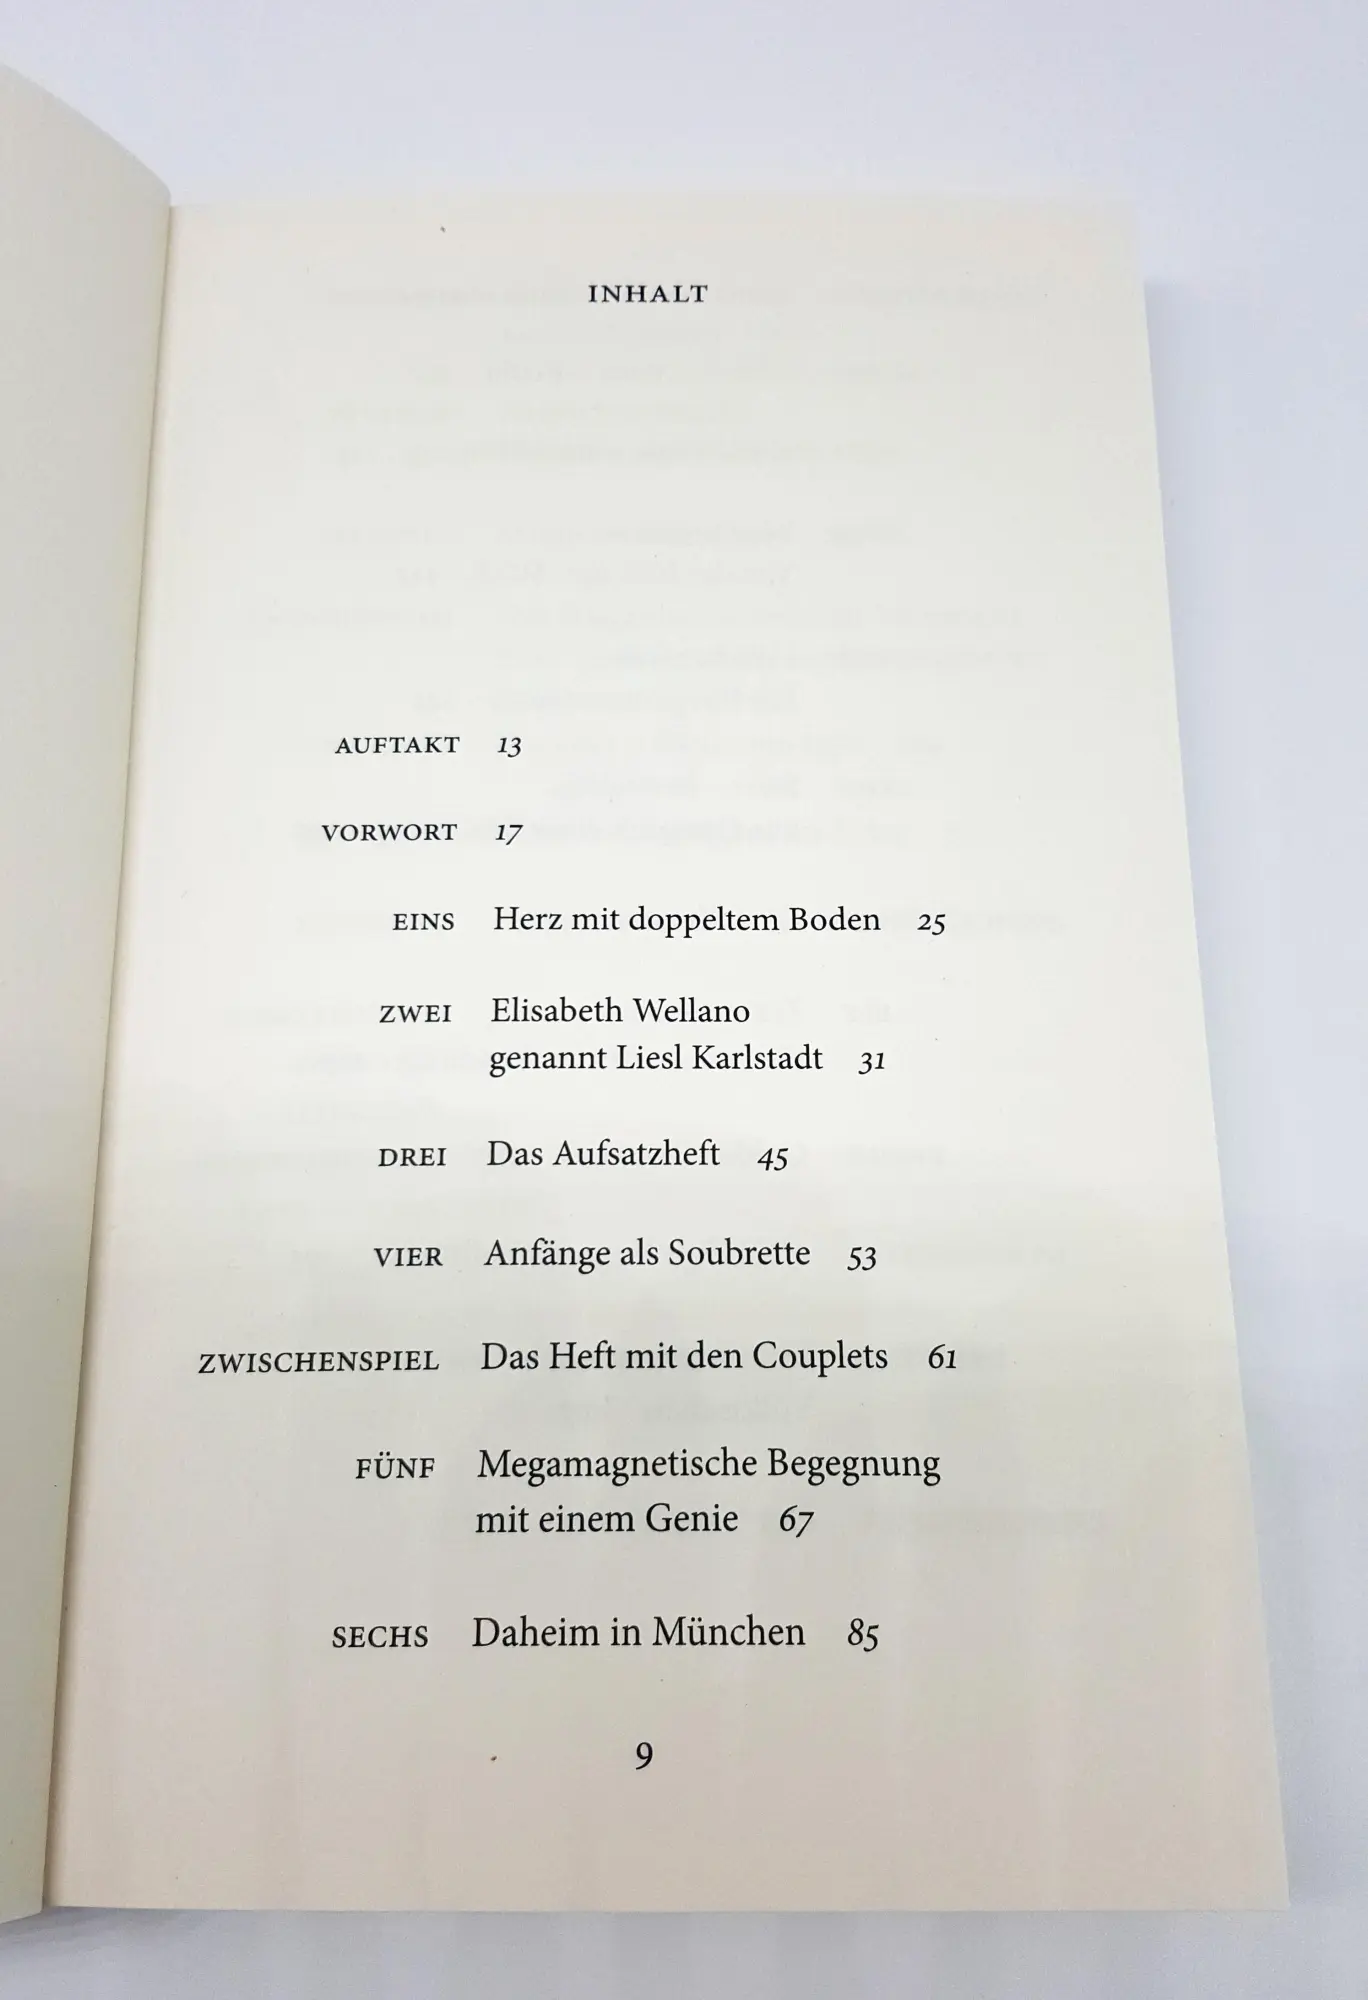 INHALT
AUFTAKT 13
VORWORT 17
EINS Herz mit doppeltem Boden 25
ZWEI Elisabeth Wellano
genannt Liesl Karlstadt 31
DREI Das Aufsatzheft 45
VIER Anfänge als Soubrette 53
ZWISCHENSPIEL Das Heft mit den Couplets 61
FÜNF Megamagnetische Begegnung
mit einem Genie 67
SECHS Daheim in München 85
9